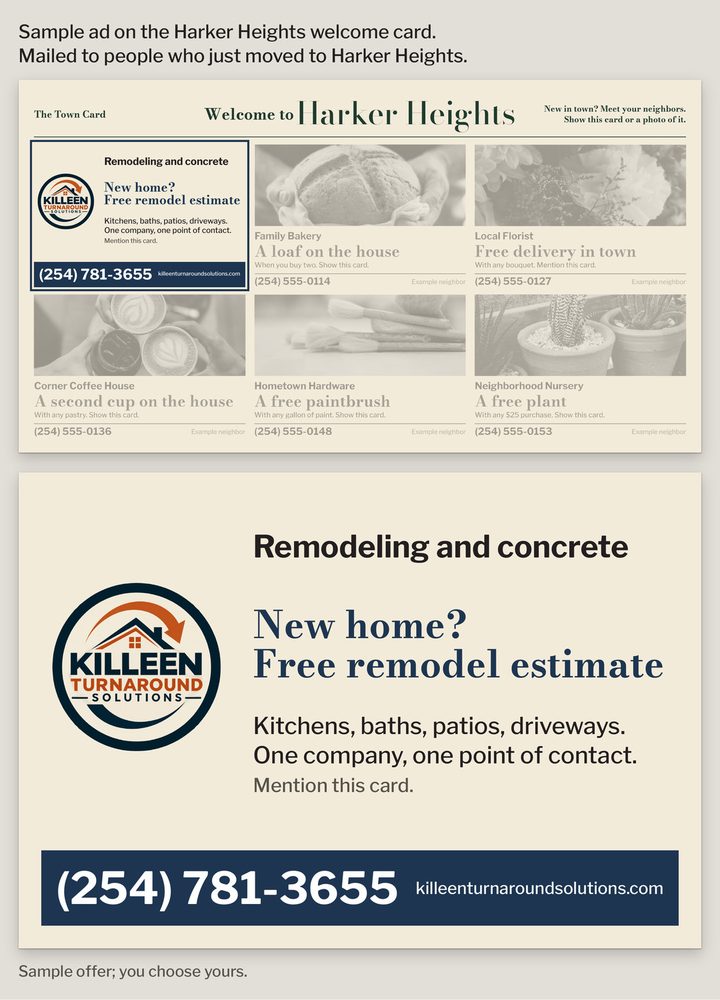 Sample ad on the Harker Heights welcome card.
Mailed to people who just moved to Harker Heights.
The Town Card
Welcome to Harker Heights
New in town? Meet your neighbors.
Show this card or a photo of it.
KILLEEN
TURNAROUND
SOLUTIONS
Remodeling and concrete
New home?
Free remodel estimate
Kitchens, baths, patios, driveways.
One company, one point of contact.
Mention this card.
(254) 781-3655 killeenturnaroundsolutions.com
Family Bakery
A loaf on the house
When you buy two. Show this card.
(254) 555-0114 Example neighbor
Local Florist
Free delivery in town
With any bouquet. Mention this card.
(254) 555-0127 Example neighbor
Corner Coffee House
A second cup on the house
With any pastry. Show this card.
(254) 555-0136 Example neighbor
Hometown Hardware
A free paintbrush
With any gallon of paint. Show this card.
(254) 555-0148 Example neighbor
Neighborhood Nursery
A free plant
With any $25 purchase. Show this card.
(254) 555-0153 Example neighbor
KILLEEN
TURNAROUND
SOLUTIONS
Remodeling and concrete
New home?
Free remodel estimate
Kitchens, baths, patios, driveways.
One company, one point of contact.
Mention this card.
(254) 781-3655 killeenturnaroundsolutions.com
Sample offer; you choose yours.